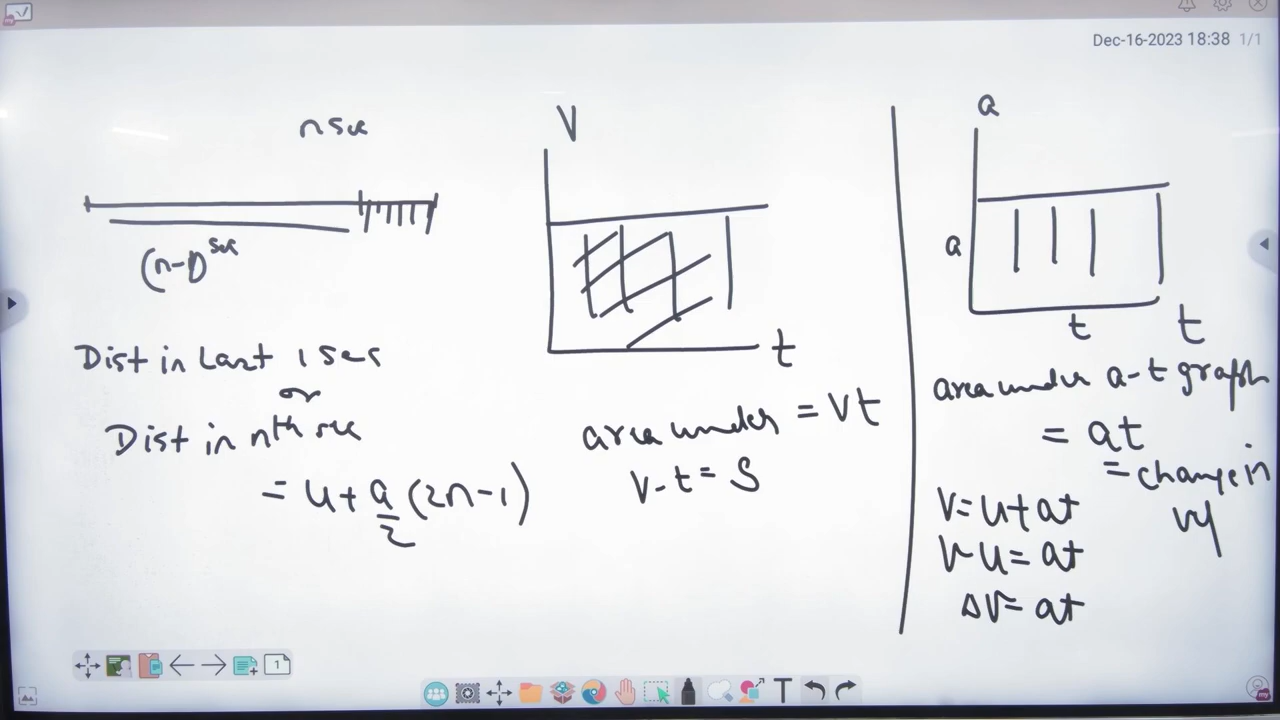 Dec-16-2023 18:38 1/1
n sec
(n-1) sec
Dist in Last 1 sec
or
Dist in nth sec
= u + a/2 (2n-1)
V
t
area under = Vt
V-t = S
a
a
t
t
area under a-t graph
= at
= change in
V = u + at
V-u = at
ΔV = at
1
T